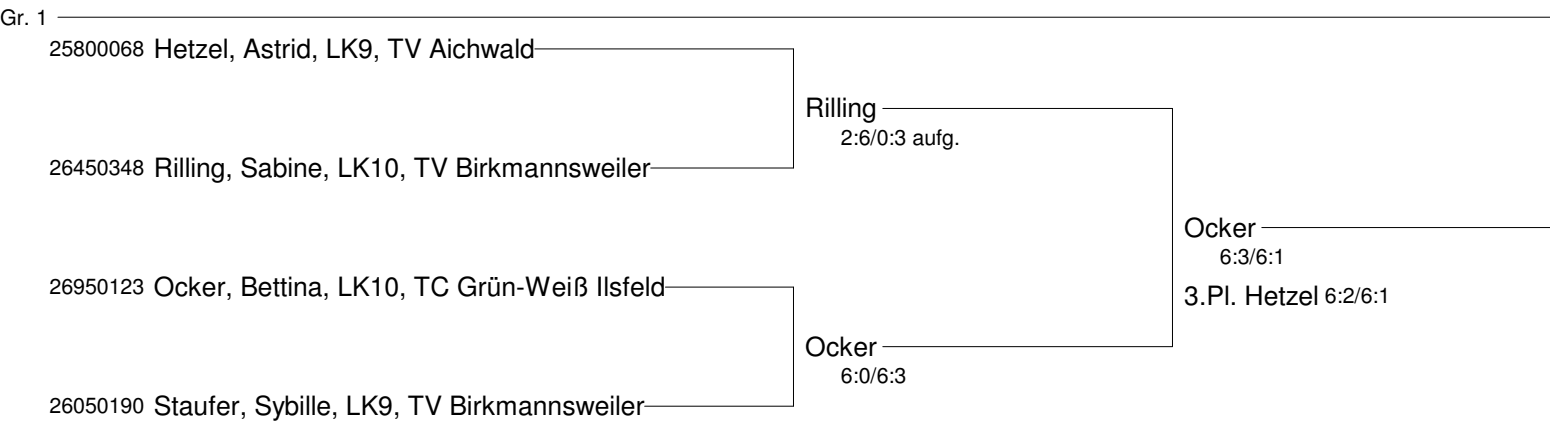 Gr. 1
25800068 Hetzel, Astrid, LK9, TV Aichwald
Rilling
2:6/0:3 aufg.
26450348 Rilling, Sabine, LK10, TV Birkmannsweiler
Ocker
6:3/6:1
26950123 Ocker, Bettina, LK10, TC Grün-Weiß Ilsfeld
3.Pl. Hetzel 6:2/6:1
Ocker
6:0/6:3
26050190 Staufer, Sybille, LK9, TV Birkmannsweiler